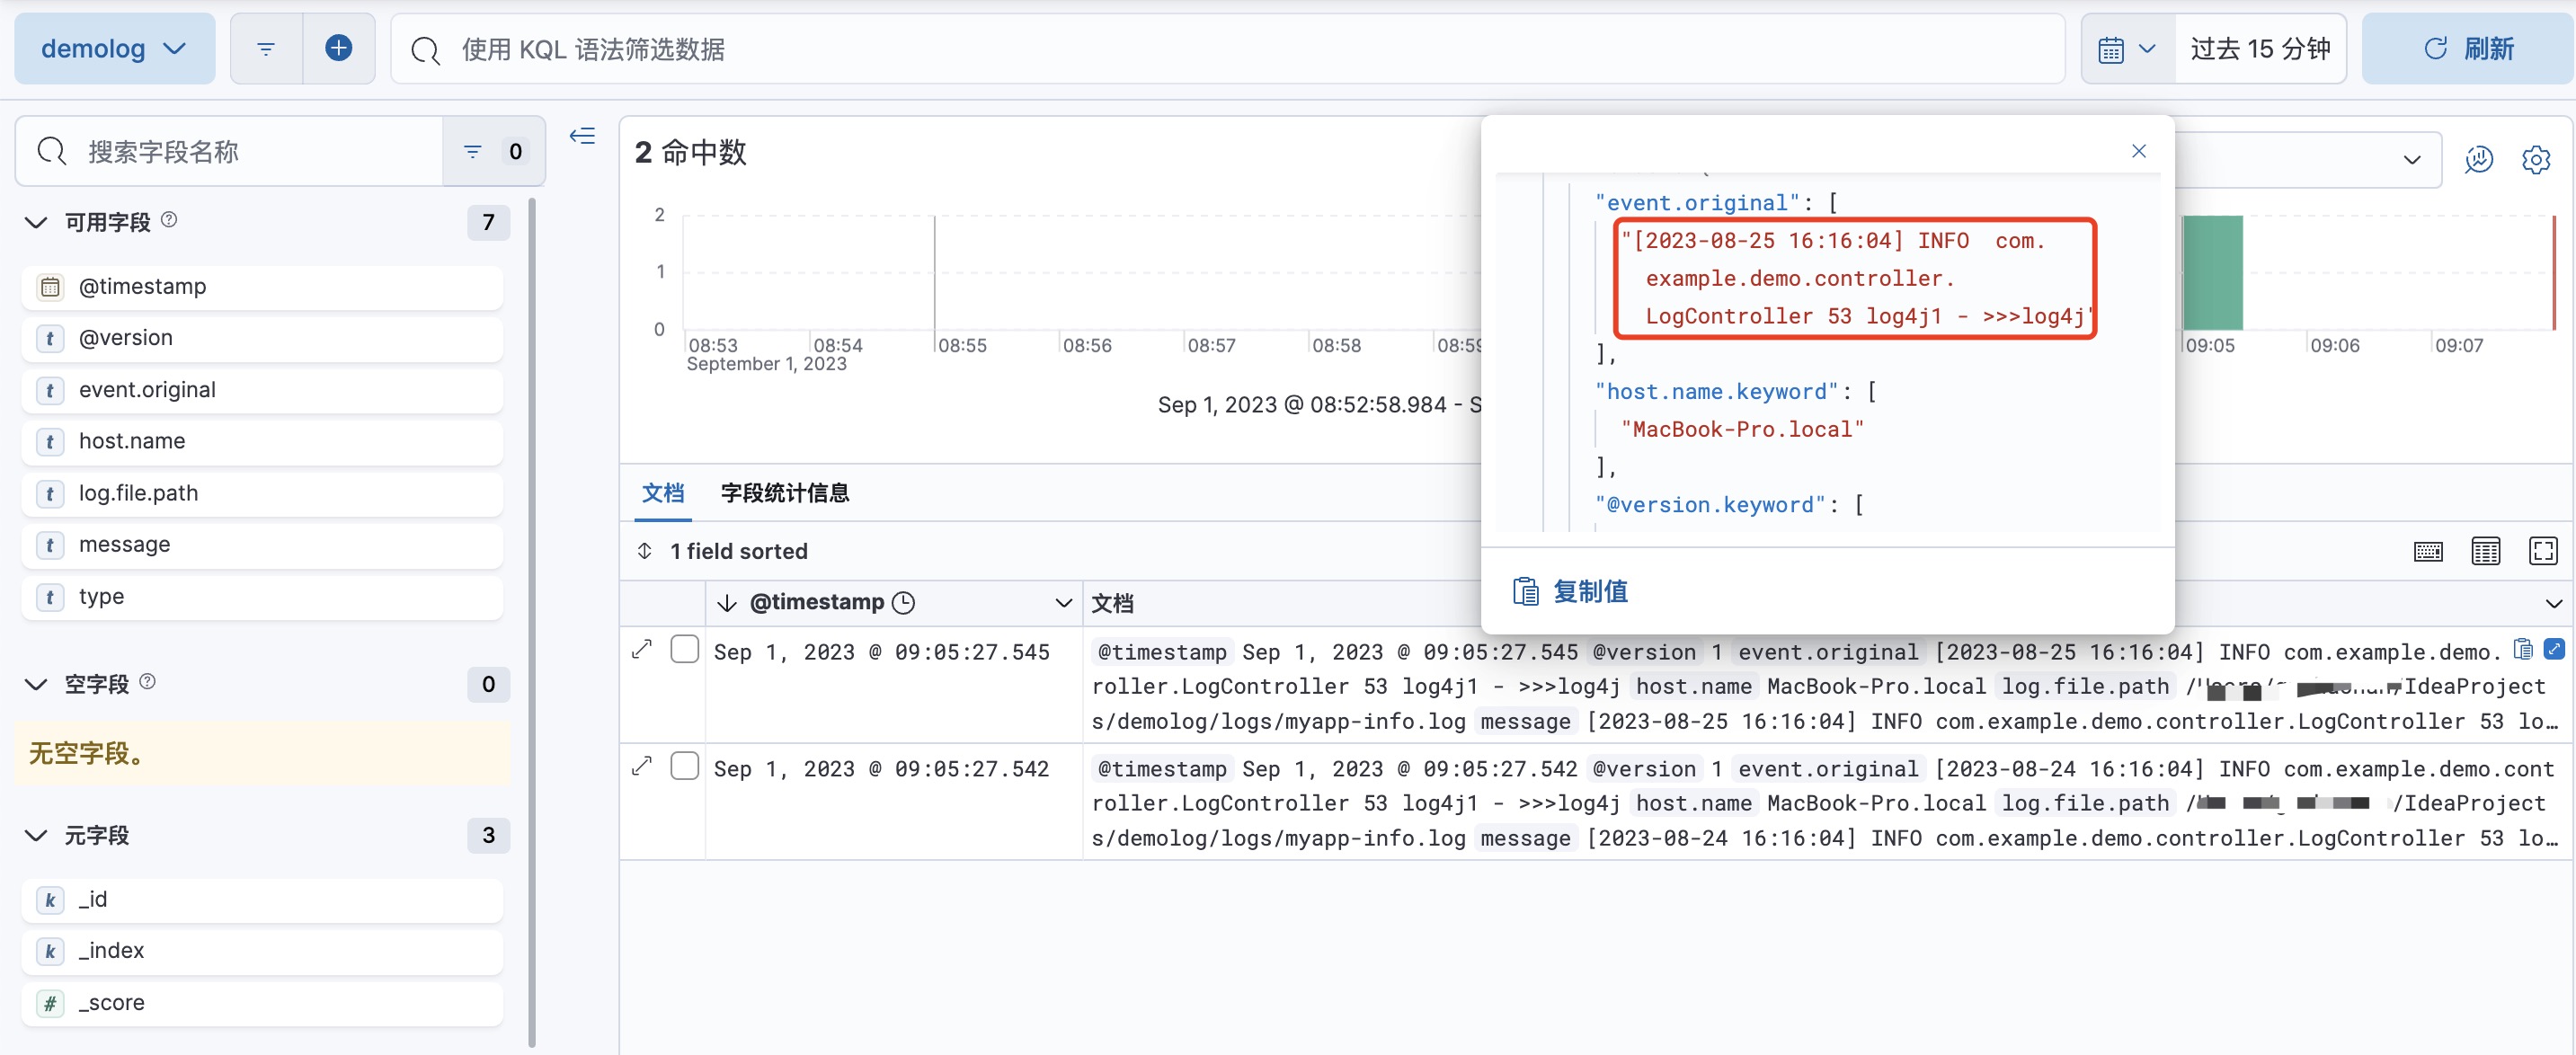 demolog
使用 KQL 语法筛选数据
过去 15 分钟
刷新
搜索字段名称
0
可用字段
7
@timestamp
t @version
t event.original
t host.name
t log.file.path
t message
t type
空字段
0
无空字段。
元字段
3
k _id
k _index
# _score
2 命中数
2
1
0
08:53
08:54
08:55
08:56
08:57
08:58
08:59
09:05
09:06
09:07
September 1, 2023
Sep 1, 2023 @ 08:52:58.984 - S
"event.original": [
"[2023-08-25 16:16:04] INFO  com.
example.demo.controller.
LogController 53 log4j1 - >>>log4j"
],
"host.name.keyword": [
"MacBook-Pro.local"
],
"@version.keyword": [
复制值
文档
字段统计信息
1 field sorted
@timestamp
文档
Sep 1, 2023 @ 09:05:27.545
@timestamp Sep 1, 2023 @ 09:05:27.545 @version 1 event.original [2023-08-25 16:16:04] INFO com.example.demo.
roller.LogController 53 log4j1 - >>>log4j host.name MacBook-Pro.local log.file.path /IdeaProject
s/demolog/logs/myapp-info.log message [2023-08-25 16:16:04] INFO com.example.demo.controller.LogController 53 lo…
Sep 1, 2023 @ 09:05:27.542
@timestamp Sep 1, 2023 @ 09:05:27.542 @version 1 event.original [2023-08-24 16:16:04] INFO com.example.demo.cont
roller.LogController 53 log4j1 - >>>log4j host.name MacBook-Pro.local log.file.path /IdeaProject
s/demolog/logs/myapp-info.log message [2023-08-24 16:16:04] INFO com.example.demo.controller.LogController 53 lo…